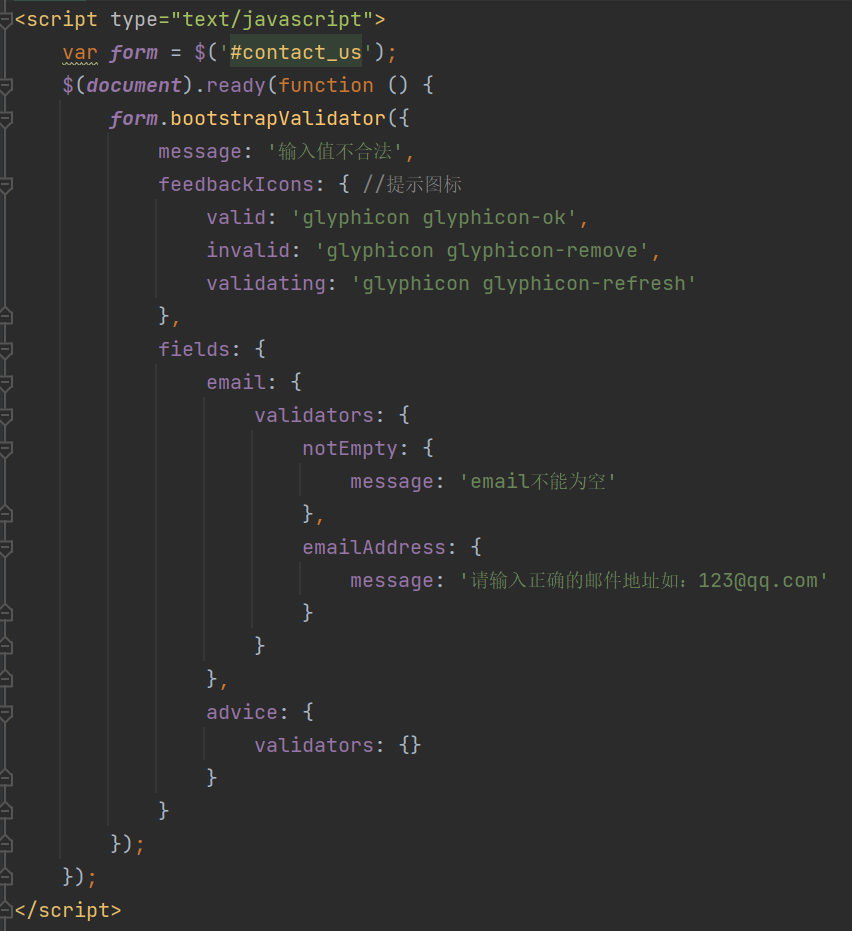 <script type="text/javascript">
    var form = $('#contact_us');
    $(document).ready(function () {
        form.bootstrapValidator({
            message: '输入值不合法',
            feedbackIcons: { //提示图标
                valid: 'glyphicon glyphicon-ok',
                invalid: 'glyphicon glyphicon-remove',
                validating: 'glyphicon glyphicon-refresh'
            },
            fields: {
                email: {
                    validators: {
                        notEmpty: {
                            message: 'email不能为空'
                        },
                        emailAddress: {
                            message: '请输入正确的邮件地址如：123@qq.com'
                        }
                    }
                },
                advice: {
                    validators: {}
                }
            }
        });
    });
</script>